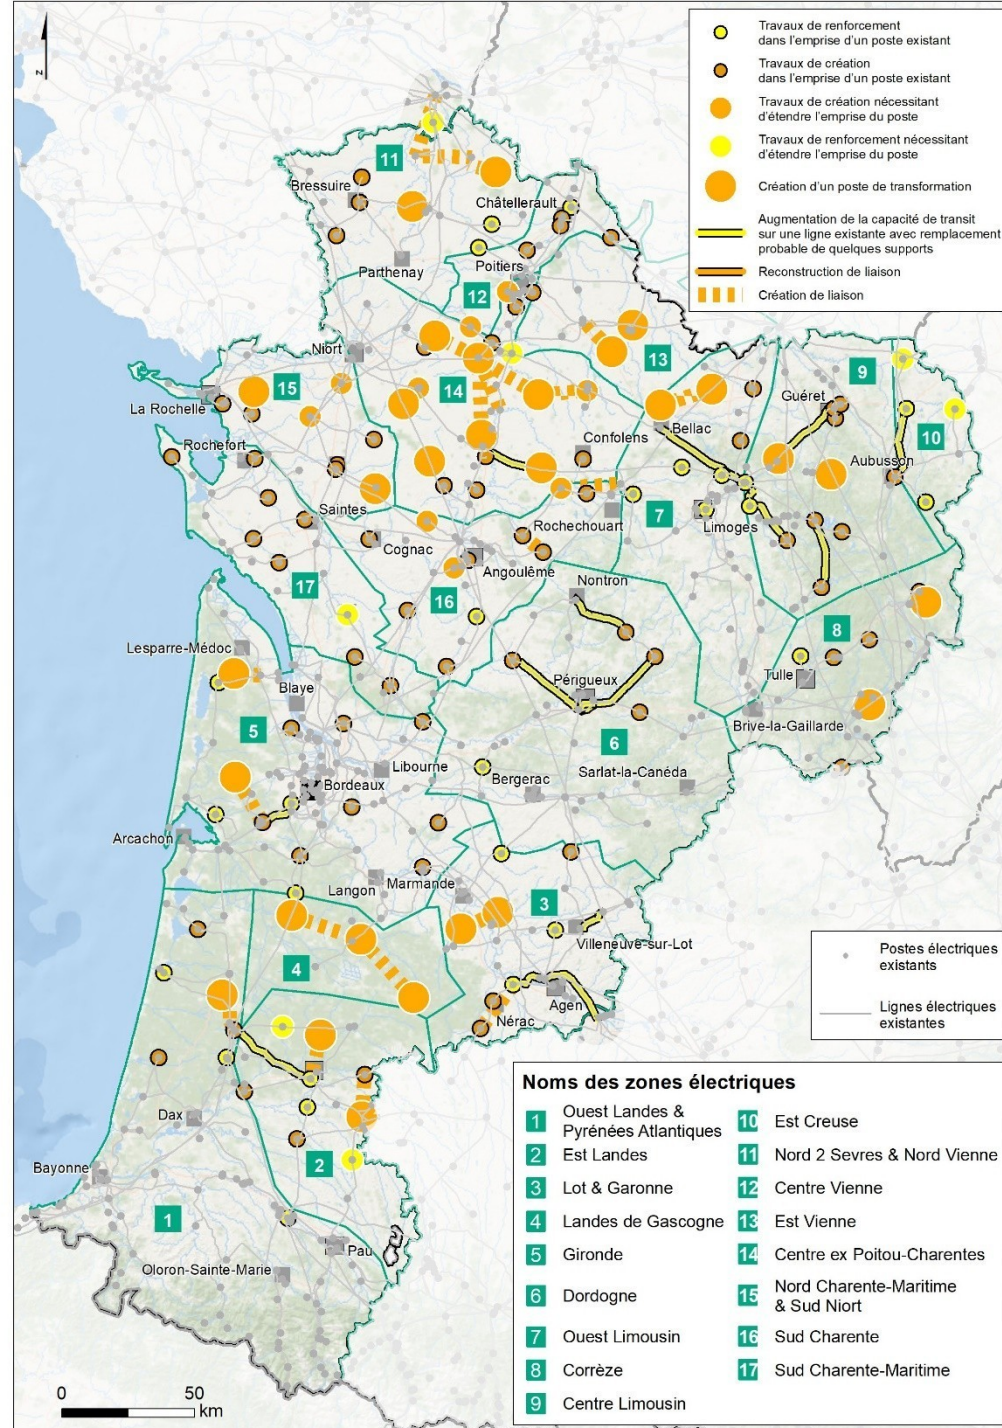 N
Travaux de renforcement
dans l'emprise d'un poste existant
Travaux de création
dans l'emprise d'un poste existant
Travaux de création nécessitant
d'étendre l'emprise du poste
Travaux de renforcement nécessitant
d'étendre l'emprise du poste
Création d'un poste de transformation
Augmentation de la capacité de transit
sur une ligne existante avec remplacement
probable de quelques supports
Reconstruction de liaison
Création de liaison
11
Bressuire
Châtellerault
Parthenay
Poitiers
12
Niort
13
14
15
9
La Rochelle
Guéret
10
Bellac
Rochefort
Confolens
Aubusson
Saintes
7
Limoges
Rochechouart
Cognac
Angoulême
17
16
Nontron
Lesparre-Médoc
8
Tulle
Périgueux
Blaye
Brive-la-Gaillarde
5
6
Libourne
Bergerac
Sarlat-la-Canéda
Bordeaux
Arcachon
Langon
Marmande
3
Villeneuve-sur-Lot
4
Agen
Nérac
Dax
2
Bayonne
1
Pau
Oloron-Sainte-Marie
0 50
km
Postes électriques
existants
Lignes électriques
existantes
Noms des zones électriques
1 Ouest Landes &
Pyrénées Atlantiques
2 Est Landes
3 Lot & Garonne
4 Landes de Gascogne
5 Gironde
6 Dordogne
7 Ouest Limousin
8 Corrèze
9 Centre Limousin
10 Est Creuse
11 Nord 2 Sevres & Nord Vienne
12 Centre Vienne
13 Est Vienne
14 Centre ex Poitou-Charentes
15 Nord Charente-Maritime
& Sud Niort
16 Sud Charente
17 Sud Charente-Maritime